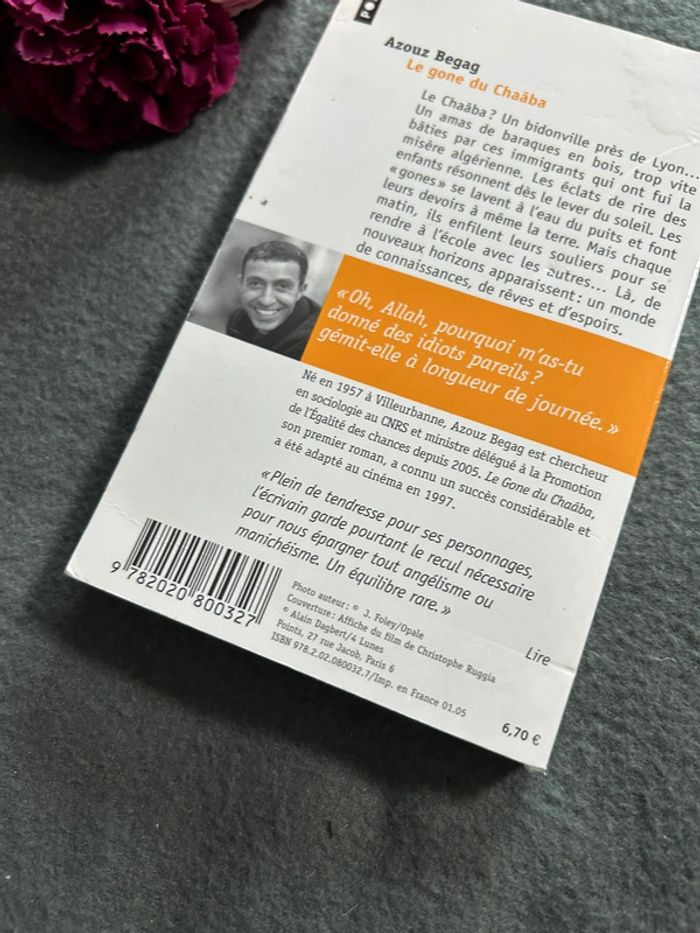 Azouz Begag
Le gone du Chaâba
Le Chaâba ? Un bidonville près de Lyon...
Un amas de baraques en bois, trop vite
bâties par ces immigrants qui ont fui la
misère algérienne. Les éclats de rire des
enfants résonnent dès le lever du soleil. Les
« gones » se lavent à l'eau du puits et font
leurs devoirs à même la terre. Mais chaque
matin, ils enfilent leurs souliers pour se
rendre à l'école avec les autres... Là, de
nouveaux horizons apparaissent : un monde
de connaissances, de rêves et d'espoirs.
« Oh, Allah, pourquoi m'as-tu
donné des idiots pareils ?
gémit-elle à longueur de journée. »
Né en 1957 à Villeurbanne, Azouz Begag est chercheur
en sociologie au CNRS et ministre délégué à la Promotion
de l'Égalité des chances depuis 2005. Le Gone du Chaâba,
son premier roman, a connu un succès considérable et
a été adapté au cinéma en 1997.
« Plein de tendresse pour ses personnages,
l'écrivain garde pourtant le recul nécessaire
pour nous épargner tout angélisme ou
manichéisme. Un équilibre rare. »
Lire
9 782020 800327
Photo auteur : © J. Foley/Opale
Couverture : Affiche du film de Christophe Ruggia
© Alain Dagbert/4 Lunes
Points, 27 rue Jacob, Paris 6
ISBN 978.2.02.080032.7/Imp. en France 01.05
6,70 €